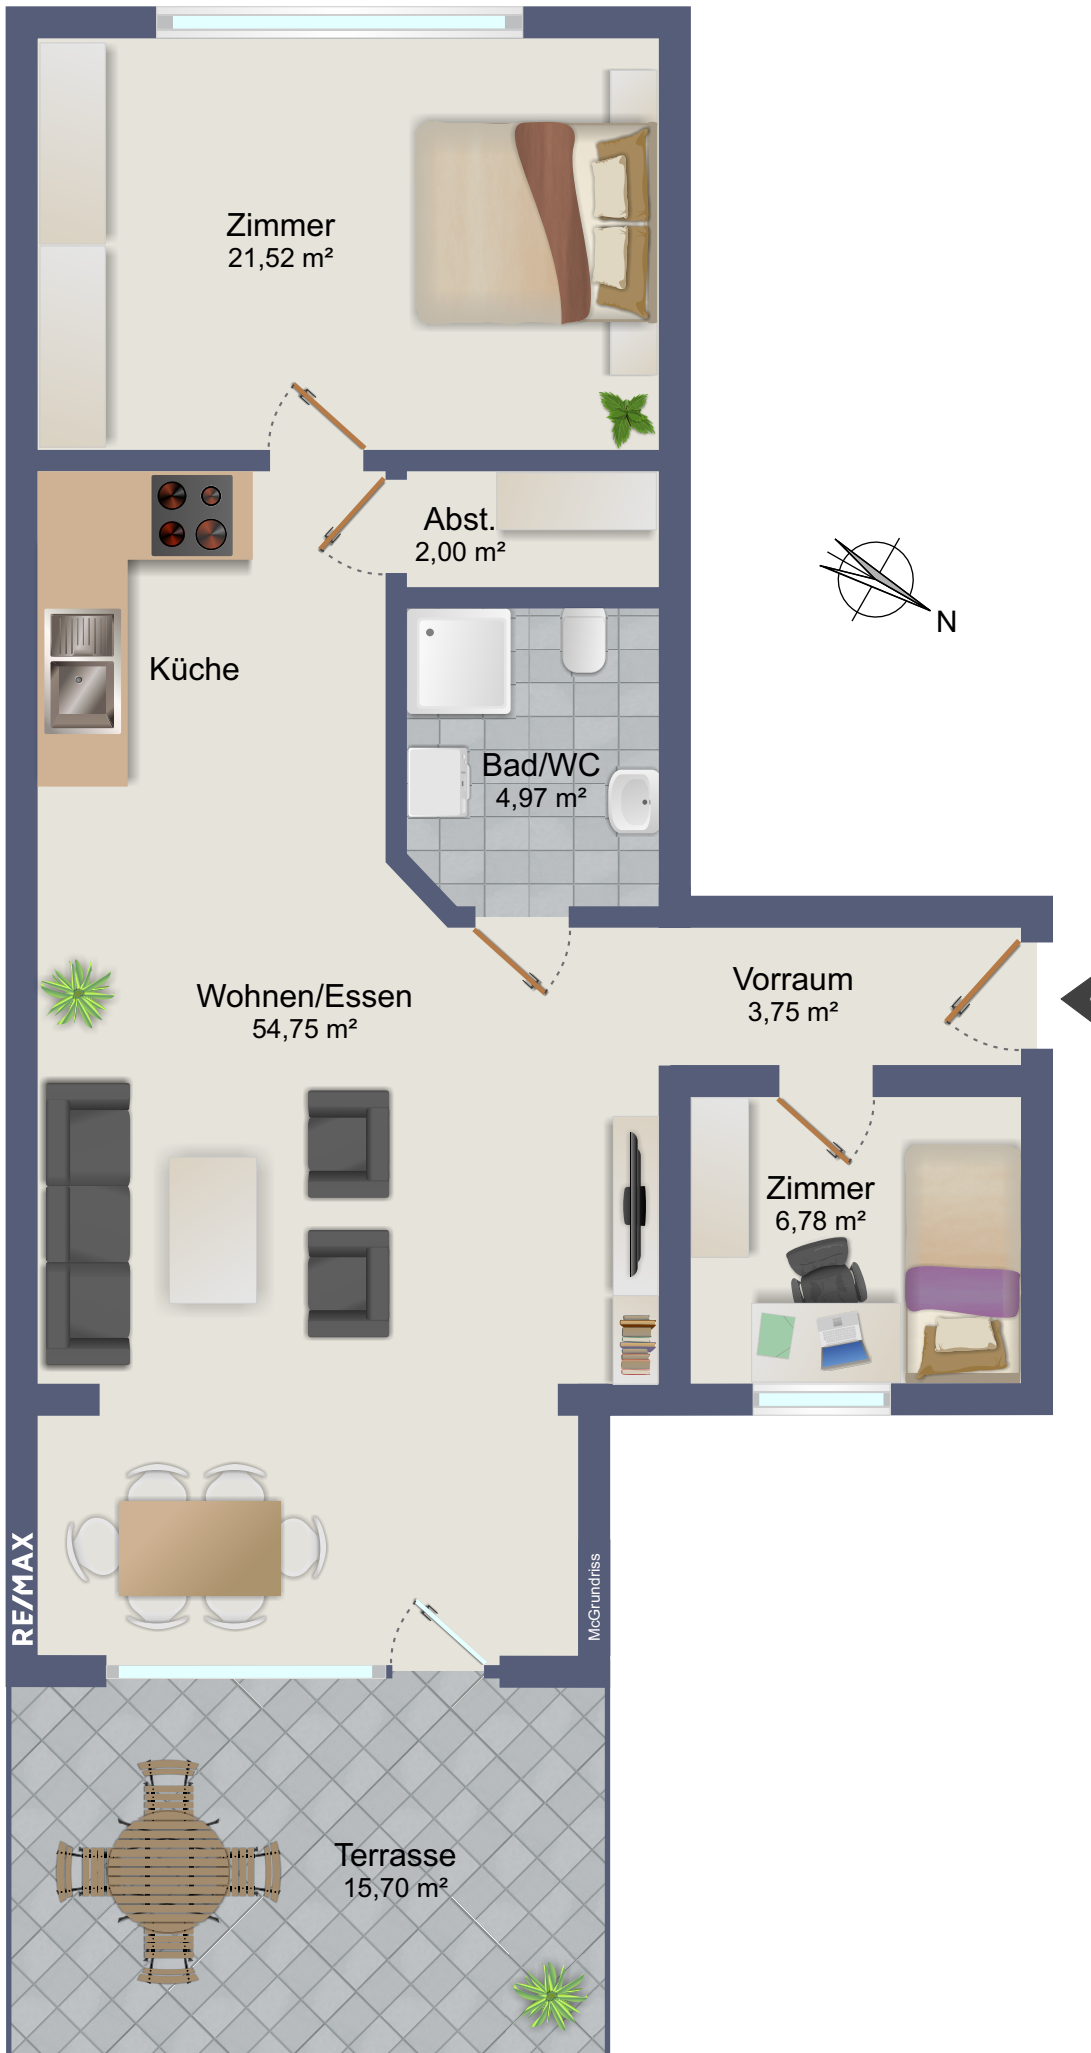 Zimmer
21,52 m²
Abst.
2,00 m²
Küche
N
Bad/WC
4,97 m²
Wohnen/Essen
54,75 m²
Vorraum
3,75 m²
Zimmer
6,78 m²
RE/MAX
McGrundriss
Terrasse
15,70 m²